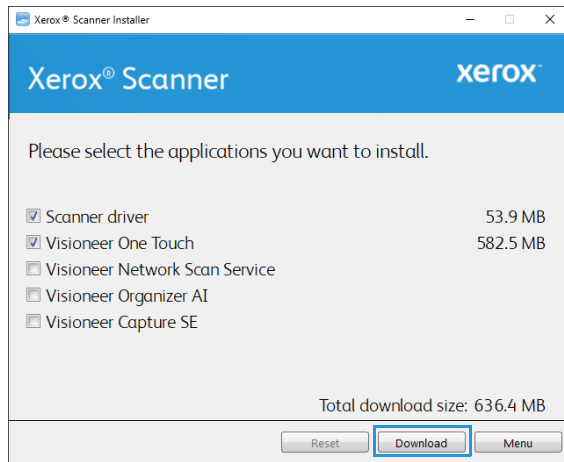 Xerox® Scanner Installer
Xerox® Scanner
xerox™
Please select the applications you want to install.
Scanner driver 53.9 MB
Visioneer One Touch 582.5 MB
Visioneer Network Scan Service
Visioneer Organizer AI
Visioneer Capture SE
Total download size: 636.4 MB
Reset Download Menu